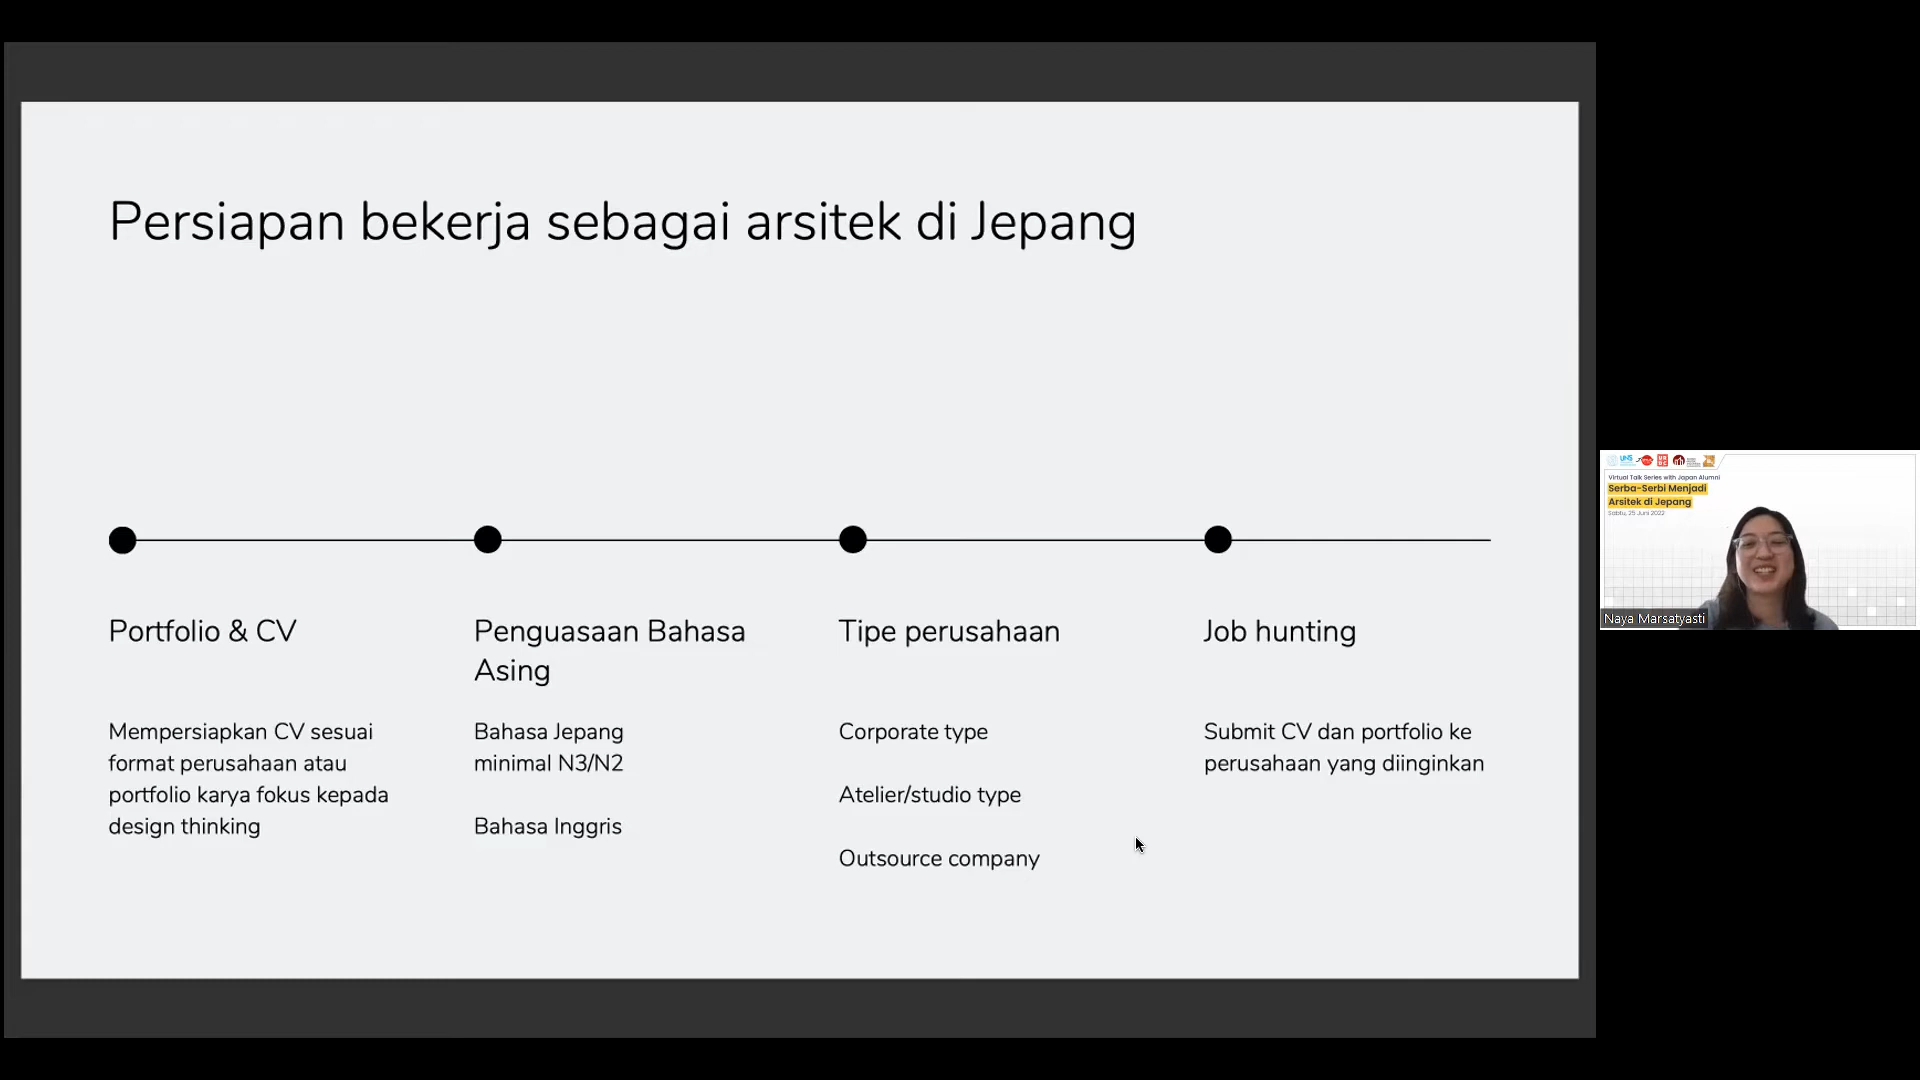 Persiapan bekerja sebagai arsitek di Jepang
Portfolio & CV
Mempersiapkan CV sesuai
format perusahaan atau
portfolio karya fokus kepada
design thinking
Penguasaan Bahasa
Asing
Bahasa Jepang
minimal N3/N2
Bahasa Inggris
Tipe perusahaan
Corporate type
Atelier/studio type
Outsource company
Job hunting
Submit CV dan portfolio ke
perusahaan yang diinginkan
UNS
Virtual Talk Series with Japan Alumni
Serba-Serbi Menjadi
Arsitek di Jepang
Sabtu, 25 Juni 2022
Naya Marsatyasti